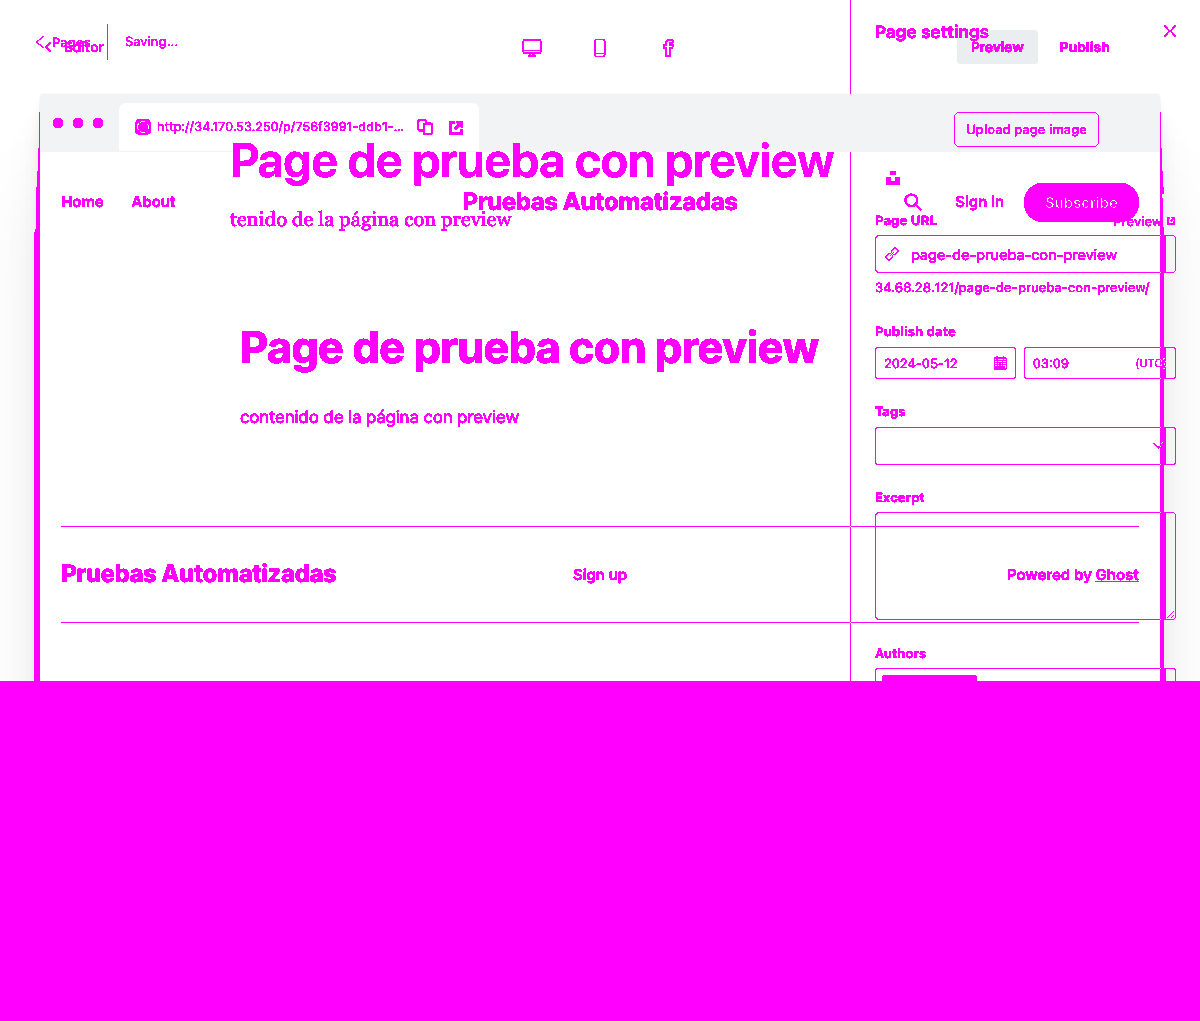 Page settings
Pages
Editor
Saving...
Preview
Publish
http://34.170.53.250/p/756f3991-ddb1-...
Upload page image
Page de prueba con preview
Home
About
Pruebas Automatizadas
Sign in
Subscribe
tenido de la página con preview
Page URL
Preview
page-de-prueba-con-preview
34.68.28.121/page-de-prueba-con-preview/
Publish date
Page de prueba con preview
2024-05-12
03:09
(UTC)
Tags
contenido de la página con preview
Excerpt
Pruebas Automatizadas
Sign up
Powered by Ghost
Authors